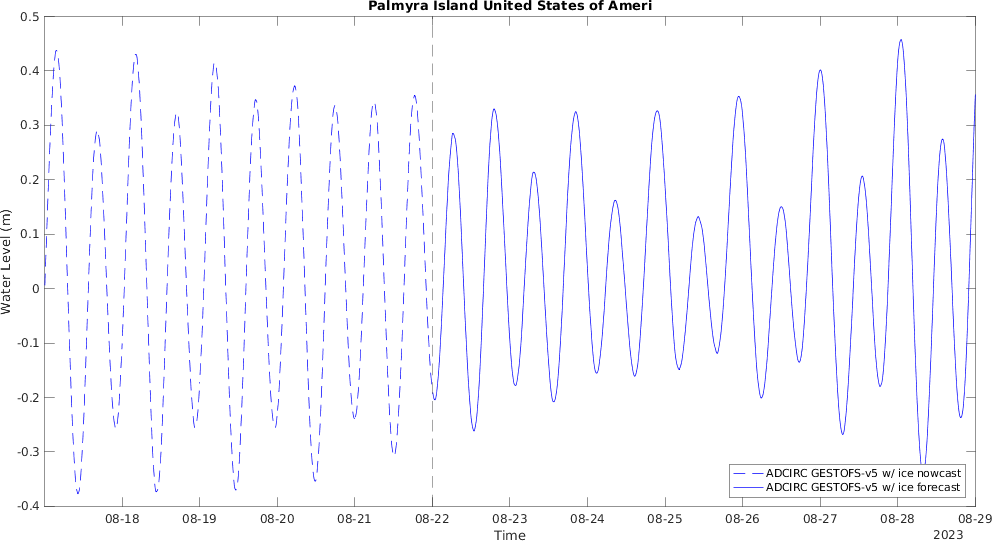 Palmyra Island United States of Ameri
0.5
0.4
0.3
0.2
0.1
0
-0.1
-0.2
-0.3
-0.4
Water Level (m)
ADCIRC GESTOFS-v5 w/ ice nowcast
ADCIRC GESTOFS-v5 w/ ice forecast
08-18 08-19 08-20 08-21 08-22 08-23 08-24 08-25 08-26 08-27 08-28 08-29
Time
2023